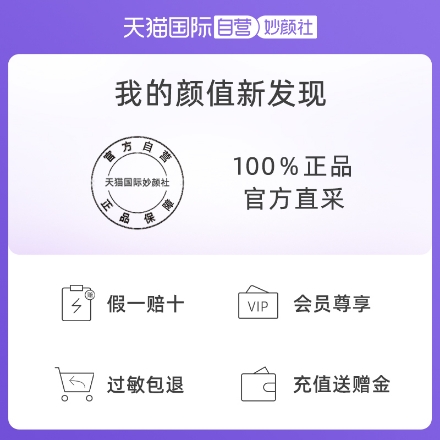 天猫国际自营妙颜社
我的颜值新发现
官方自营
天猫国际妙颜社
正品保障
100%正品
官方直采
假一赔十
VIP
会员尊享
过敏包退
充值送赠金